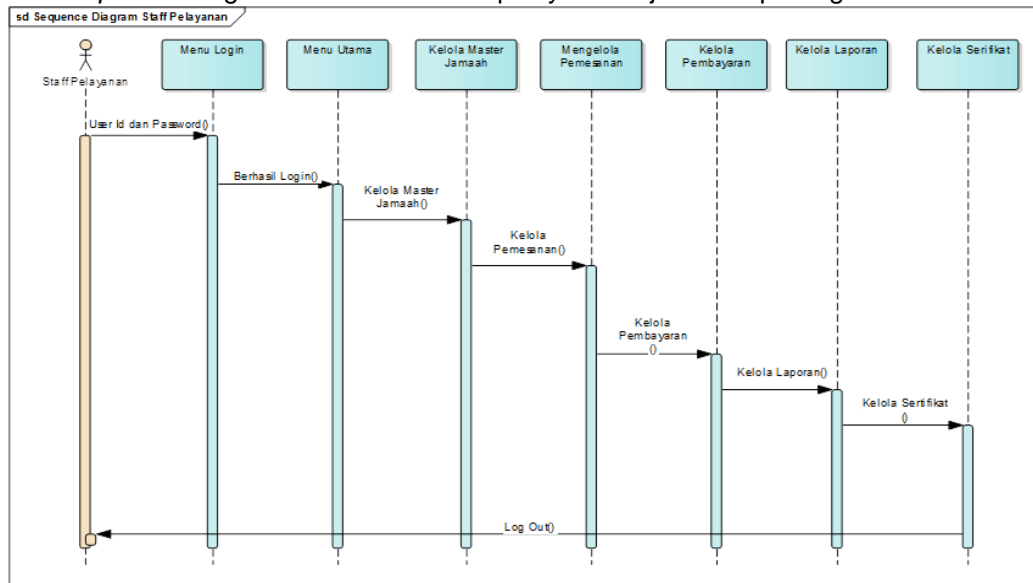 sd Sequence Diagram Staff Pelayanan
Menu Login
Menu Utama
Kelola Master
Jamaah
Mengelola
Pemesanan
Kelola
Pembayaran
Kelola Laporan
Kelola Serifikat
Staff Pelayanan
User Id dan Password()
Berhasil Login()
Kelola Master
Jamaah()
Kelola
Pemesanan()
Kelola
Pembayaran
()
Kelola Laporan()
Kelola Sertifikat
()
Log Out()